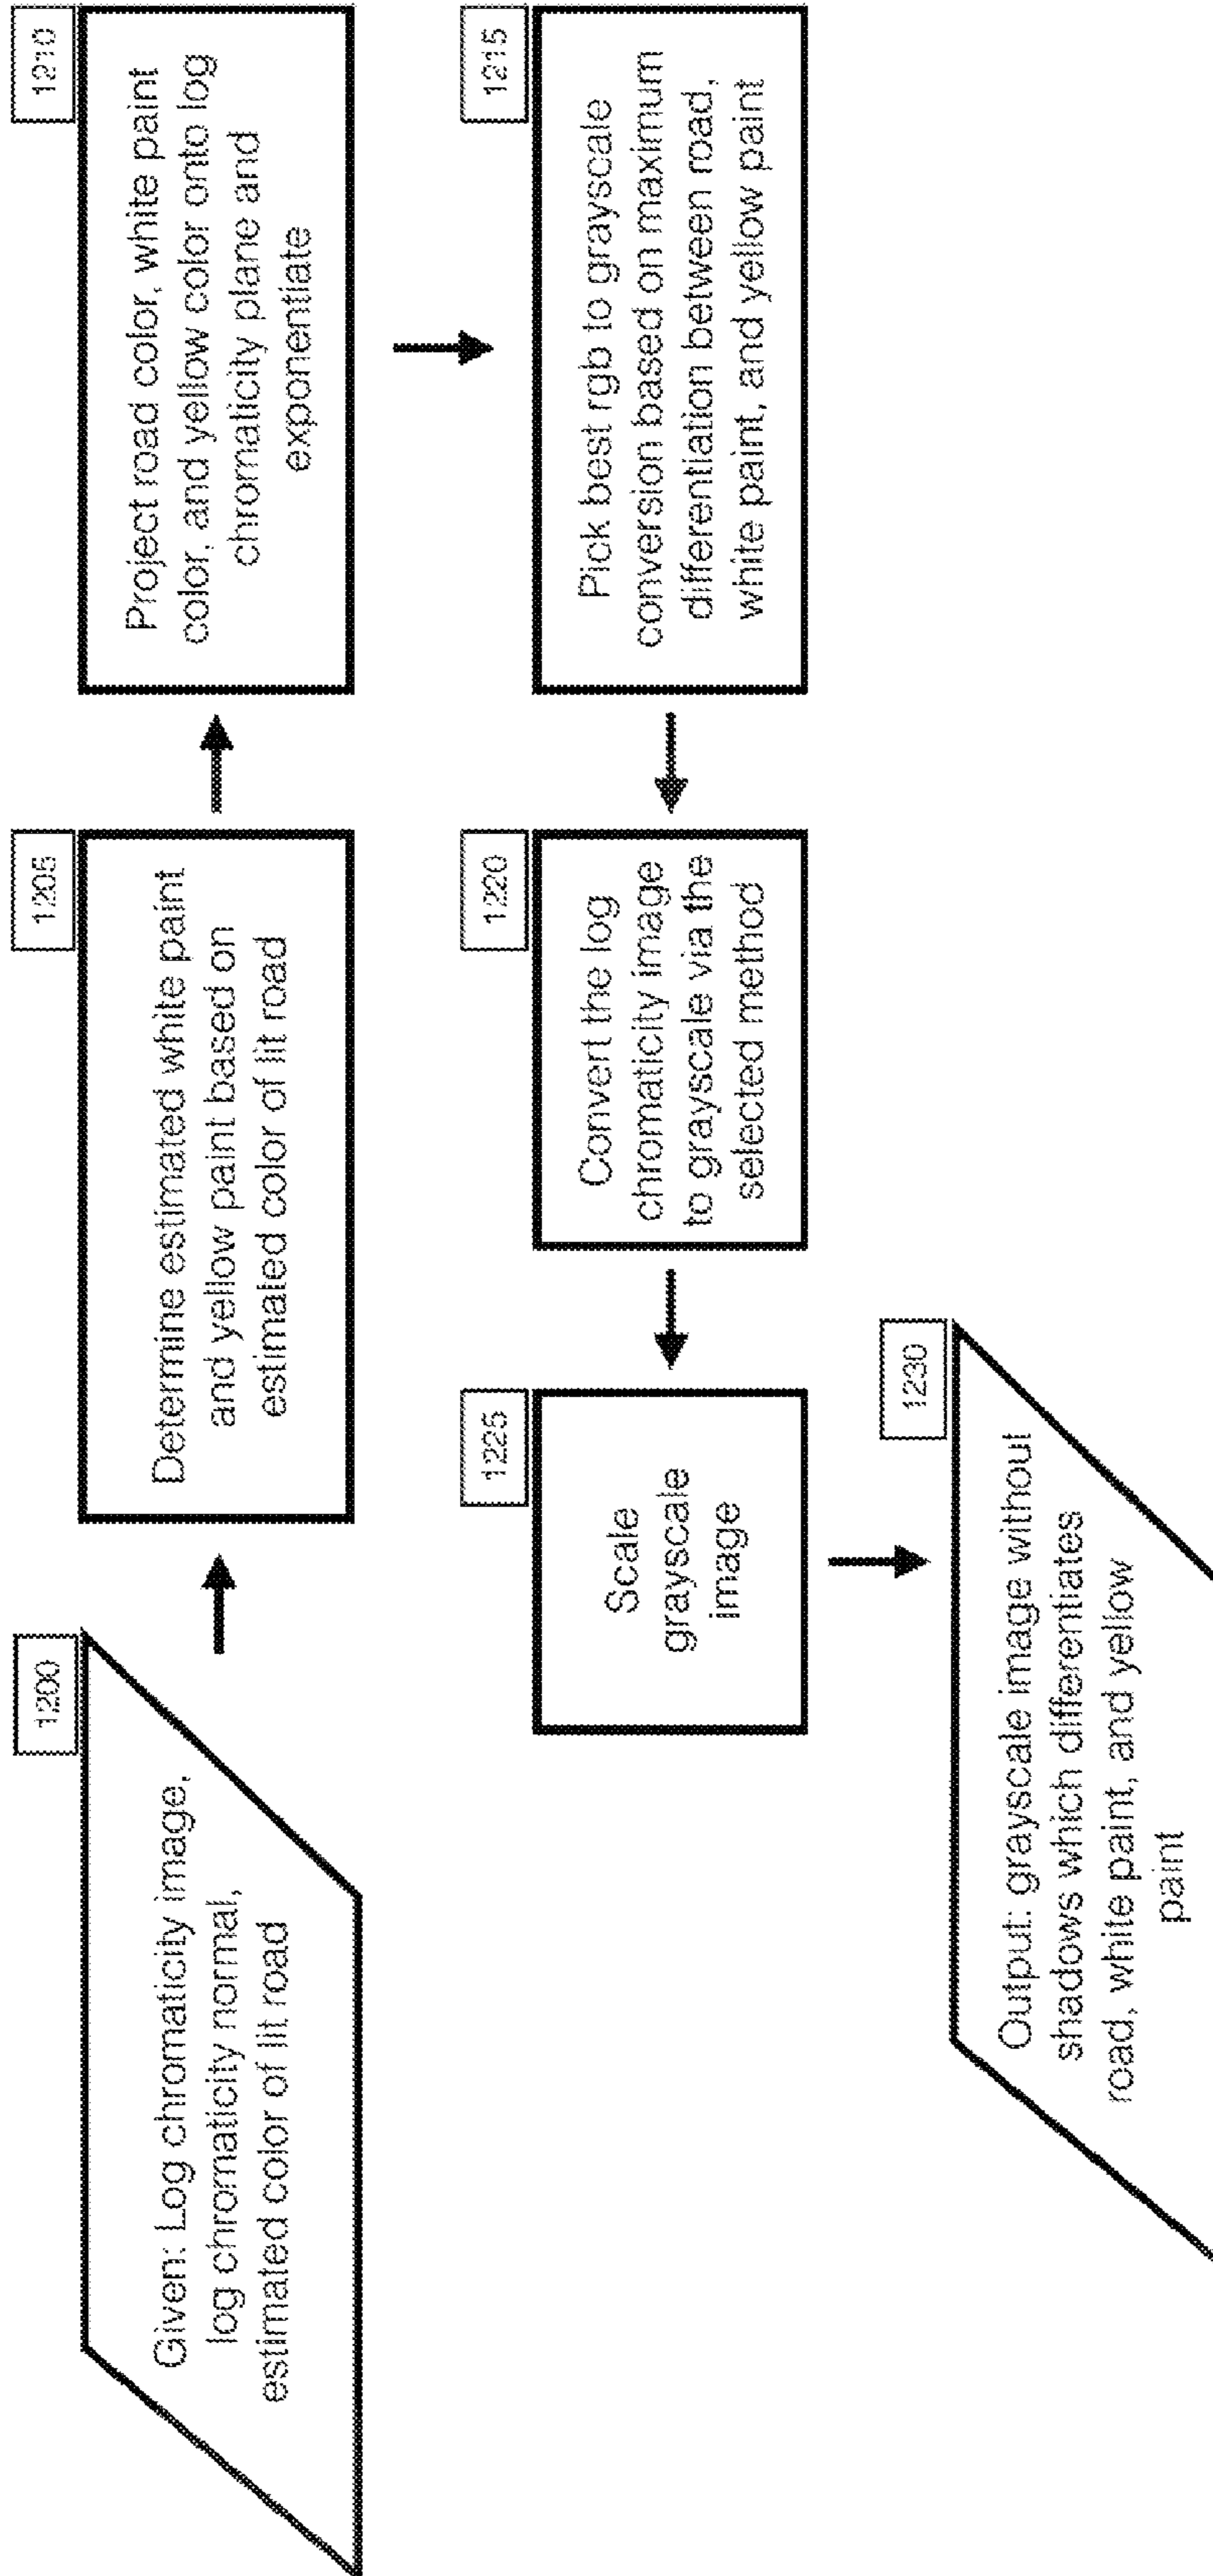 1200
Given: Log chromaticity image,
log chromaticity normal,
estimated color of lit road
1205
Determine estimated white paint
and yellow paint based on
estimated color of lit road
1210
Project road color, white paint
color, and yellow color onto log
chromaticity plane and
exponentiate
1215
Pick best rgb to grayscale
conversion based on maximum
differentiation between road,
white paint, and yellow paint
1220
Convert the log
chromaticity image
to grayscale via the
selected method
1225
Scale
grayscale
image
1230
Output: grayscale image without
shadows which differentiates
road, white paint, and yellow
paint